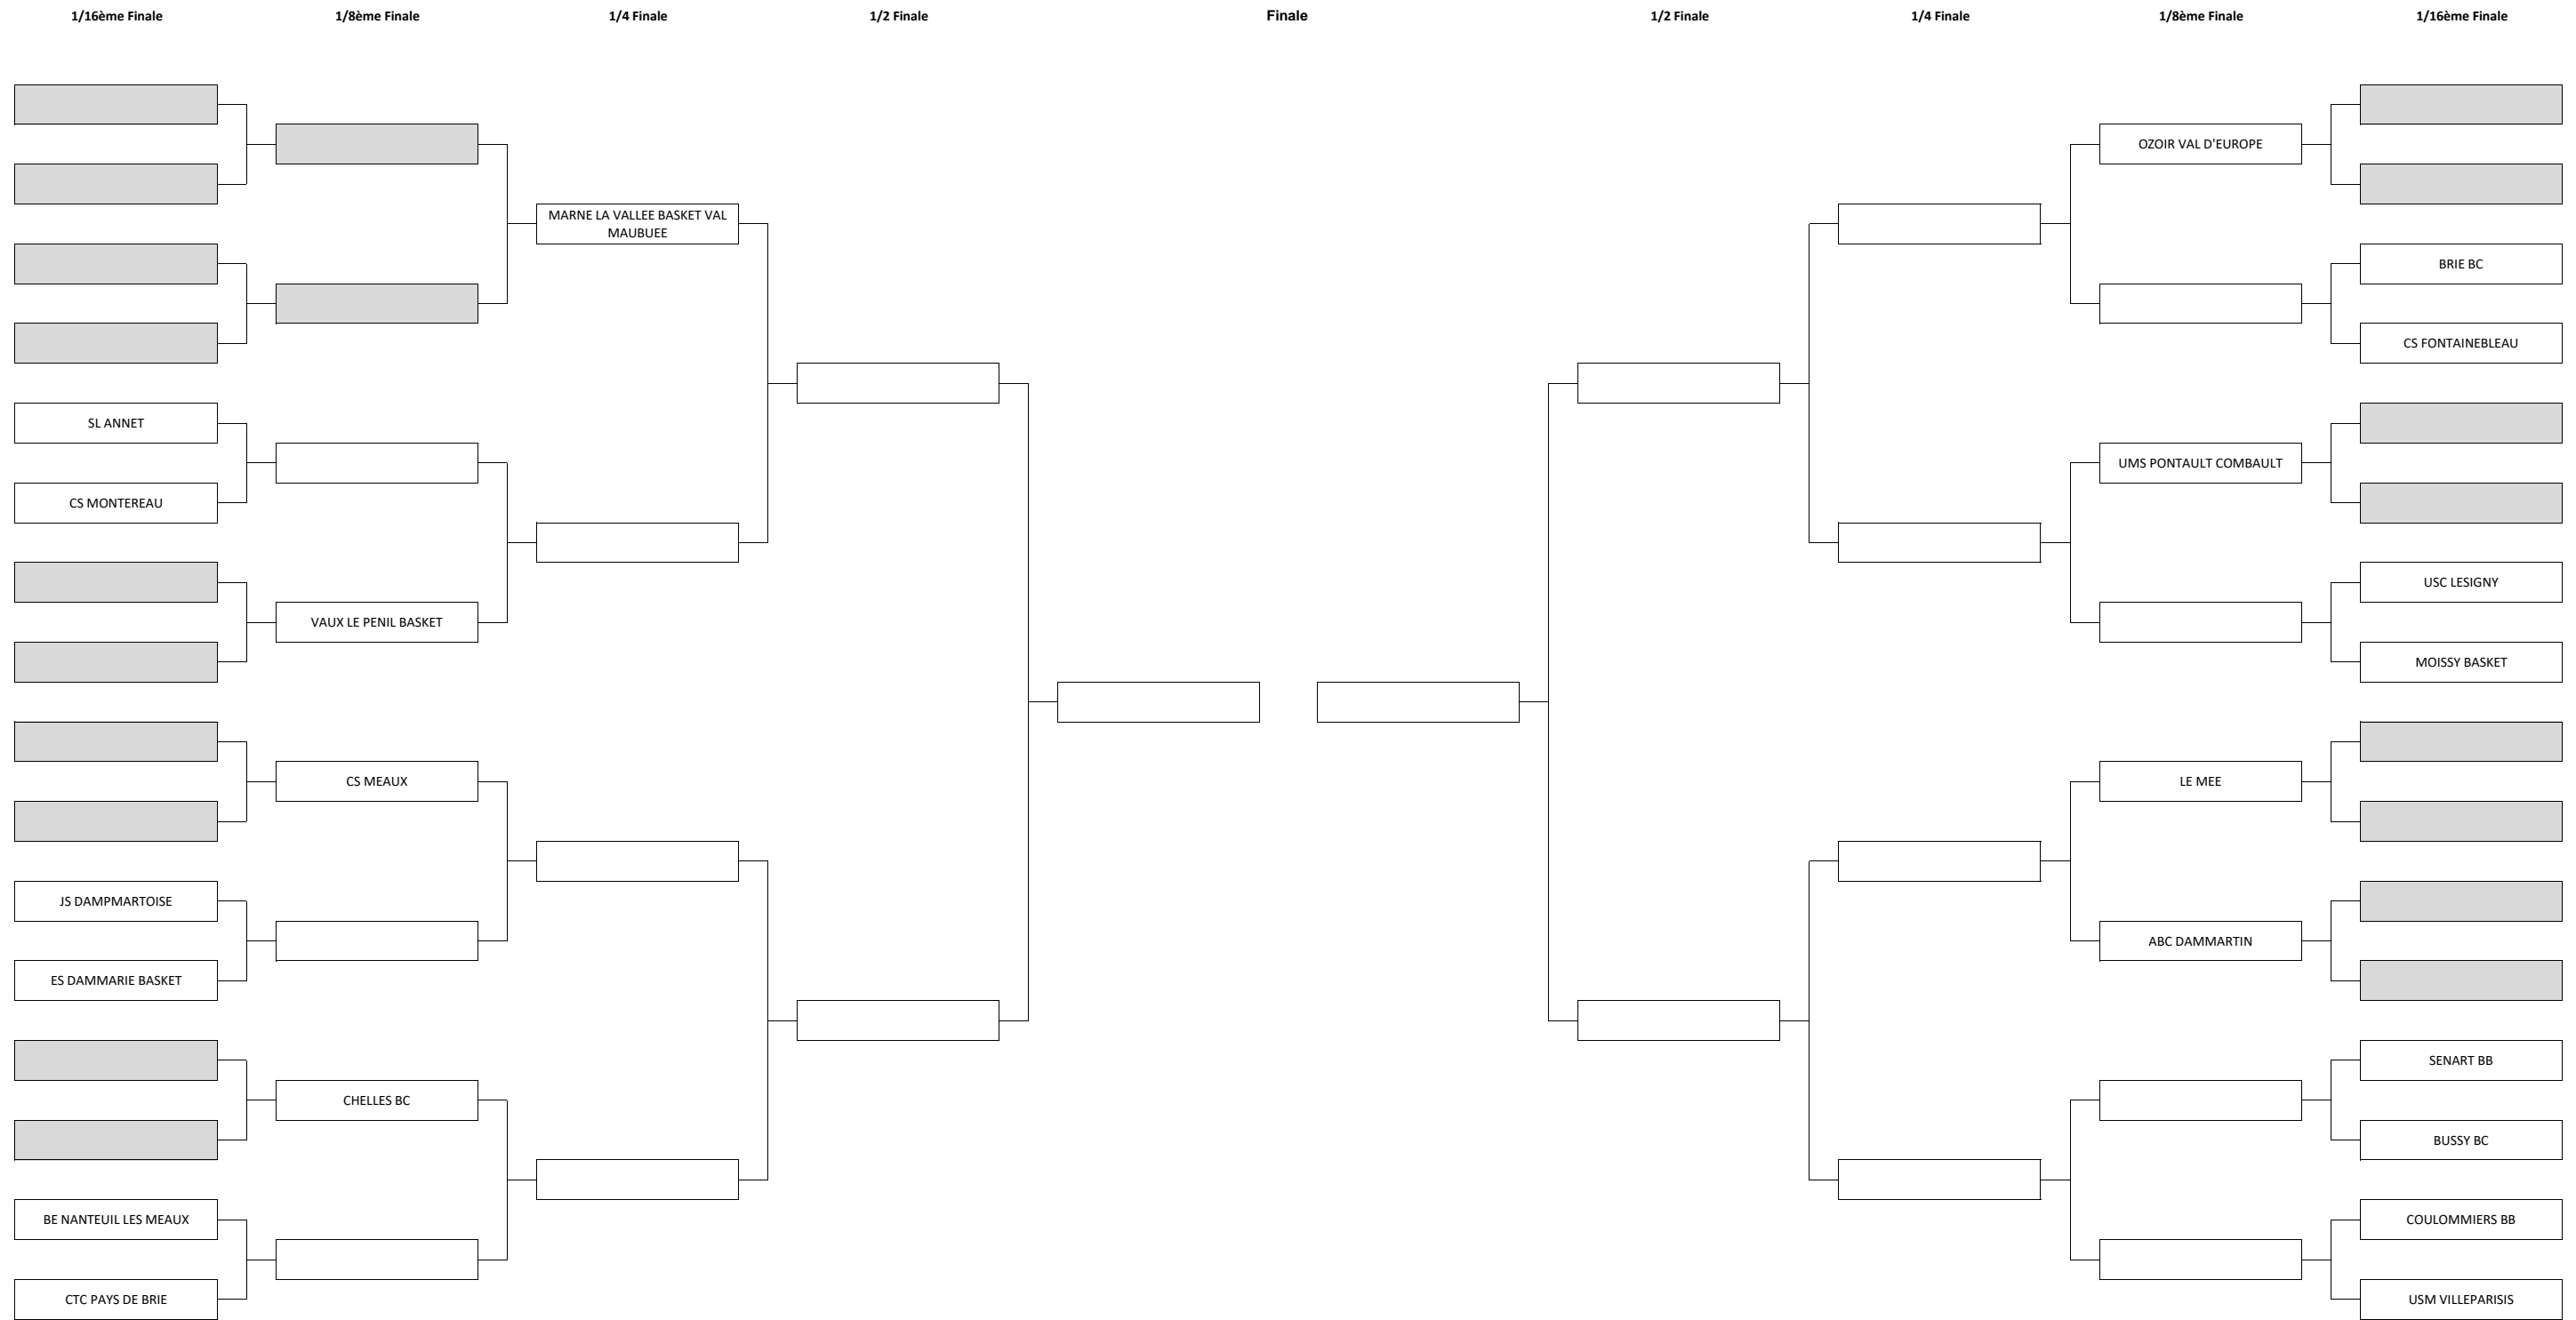 1/16ème Finale
1/8ème Finale
1/4 Finale
1/2 Finale
Finale
1/2 Finale
1/4 Finale
1/8ème Finale
1/16ème Finale
OZOIR VAL D'EUROPE
MARNE LA VALLEE BASKET VAL
MAUBUEE
BRIE BC
CS FONTAINEBLEAU
SL ANNET
UMS PONTAULT COMBAULT
CS MONTEREAU
USC LESIGNY
VAUX LE PENIL BASKET
MOISSY BASKET
CS MEAUX
LE MEE
JS DAMPMARTOISE
ABC DAMMARTIN
ES DAMMARIE BASKET
SENART BB
CHELLES BC
BUSSY BC
BE NANTEUIL LES MEAUX
COULOMMIERS BB
CTC PAYS DE BRIE
USM VILLEPARISIS